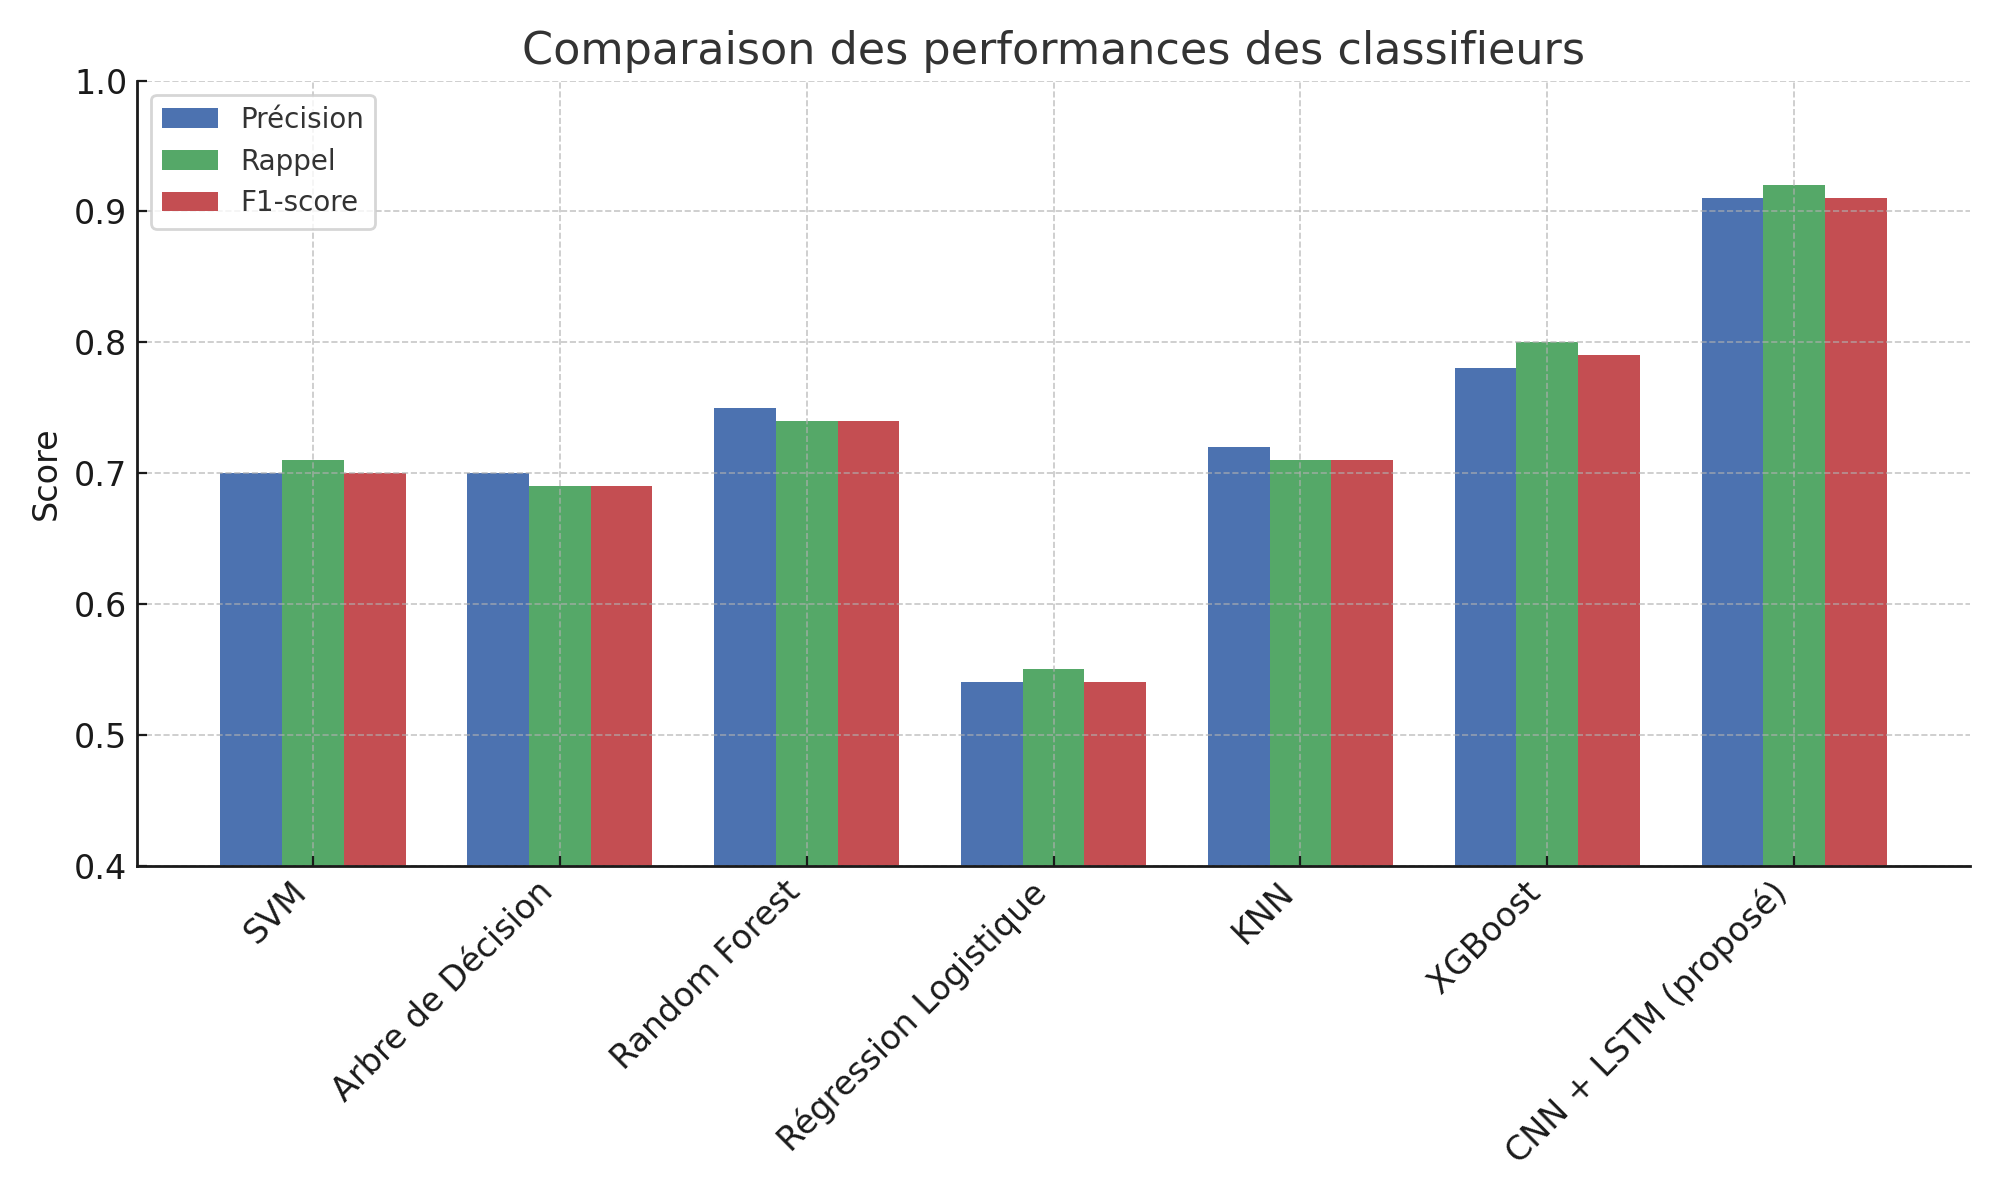 Comparaison des performances des classifieurs
Précision
Rappel
F1-score
Score
1.0
0.9
0.8
0.7
0.6
0.5
0.4
SVM
Arbre de Décision
Random Forest
Régression Logistique
KNN
XGBoost
CNN + LSTM (proposé)